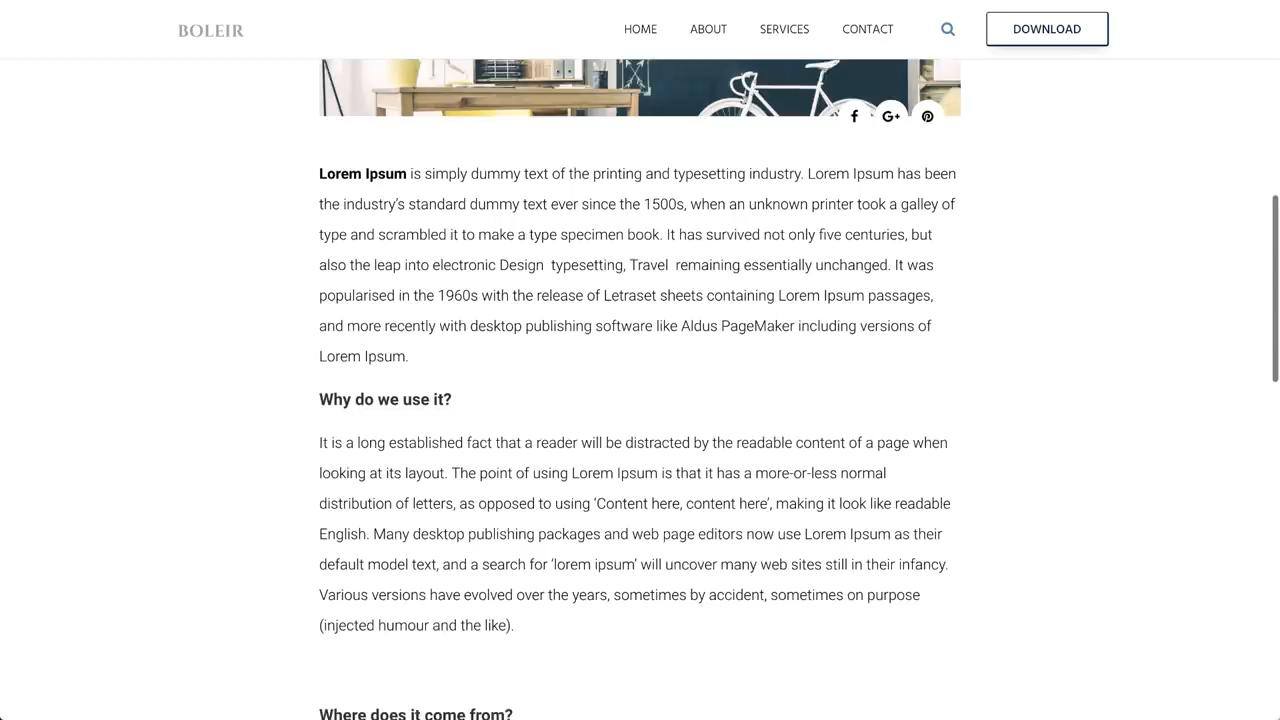 BOLEIR
HOME ABOUT SERVICES CONTACT DOWNLOAD
Lorem Ipsum is simply dummy text of the printing and typesetting industry. Lorem Ipsum has been
the industry’s standard dummy text ever since the 1500s, when an unknown printer took a galley of
type and scrambled it to make a type specimen book. It has survived not only five centuries, but
also the leap into electronic Design  typesetting, Travel  remaining essentially unchanged. It was
popularised in the 1960s with the release of Letraset sheets containing Lorem Ipsum passages,
and more recently with desktop publishing software like Aldus PageMaker including versions of
Lorem Ipsum.
Why do we use it?
It is a long established fact that a reader will be distracted by the readable content of a page when
looking at its layout. The point of using Lorem Ipsum is that it has a more-or-less normal
distribution of letters, as opposed to using ‘Content here, content here’, making it look like readable
English. Many desktop publishing packages and web page editors now use Lorem Ipsum as their
default model text, and a search for ‘lorem ipsum’ will uncover many web sites still in their infancy.
Various versions have evolved over the years, sometimes by accident, sometimes on purpose
(injected humour and the like).
Where does it come from?